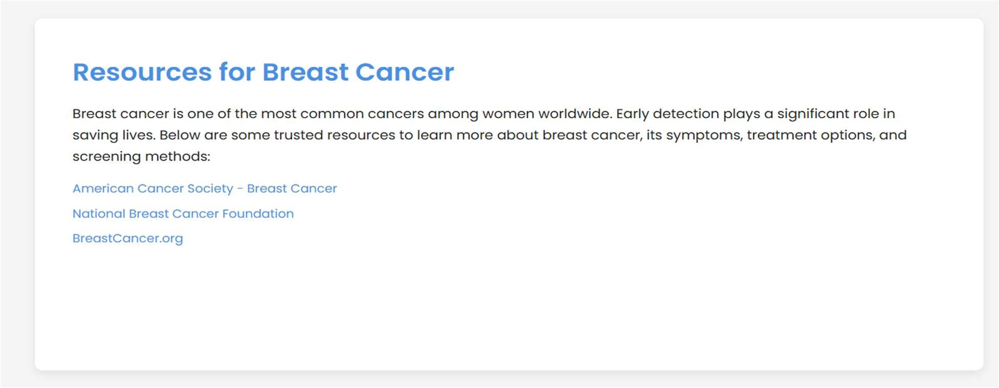 Resources for Breast Cancer
Breast cancer is one of the most common cancers among women worldwide. Early detection plays a significant role in
saving lives. Below are some trusted resources to learn more about breast cancer, its symptoms, treatment options, and
screening methods:
American Cancer Society - Breast Cancer
National Breast Cancer Foundation
BreastCancer.org